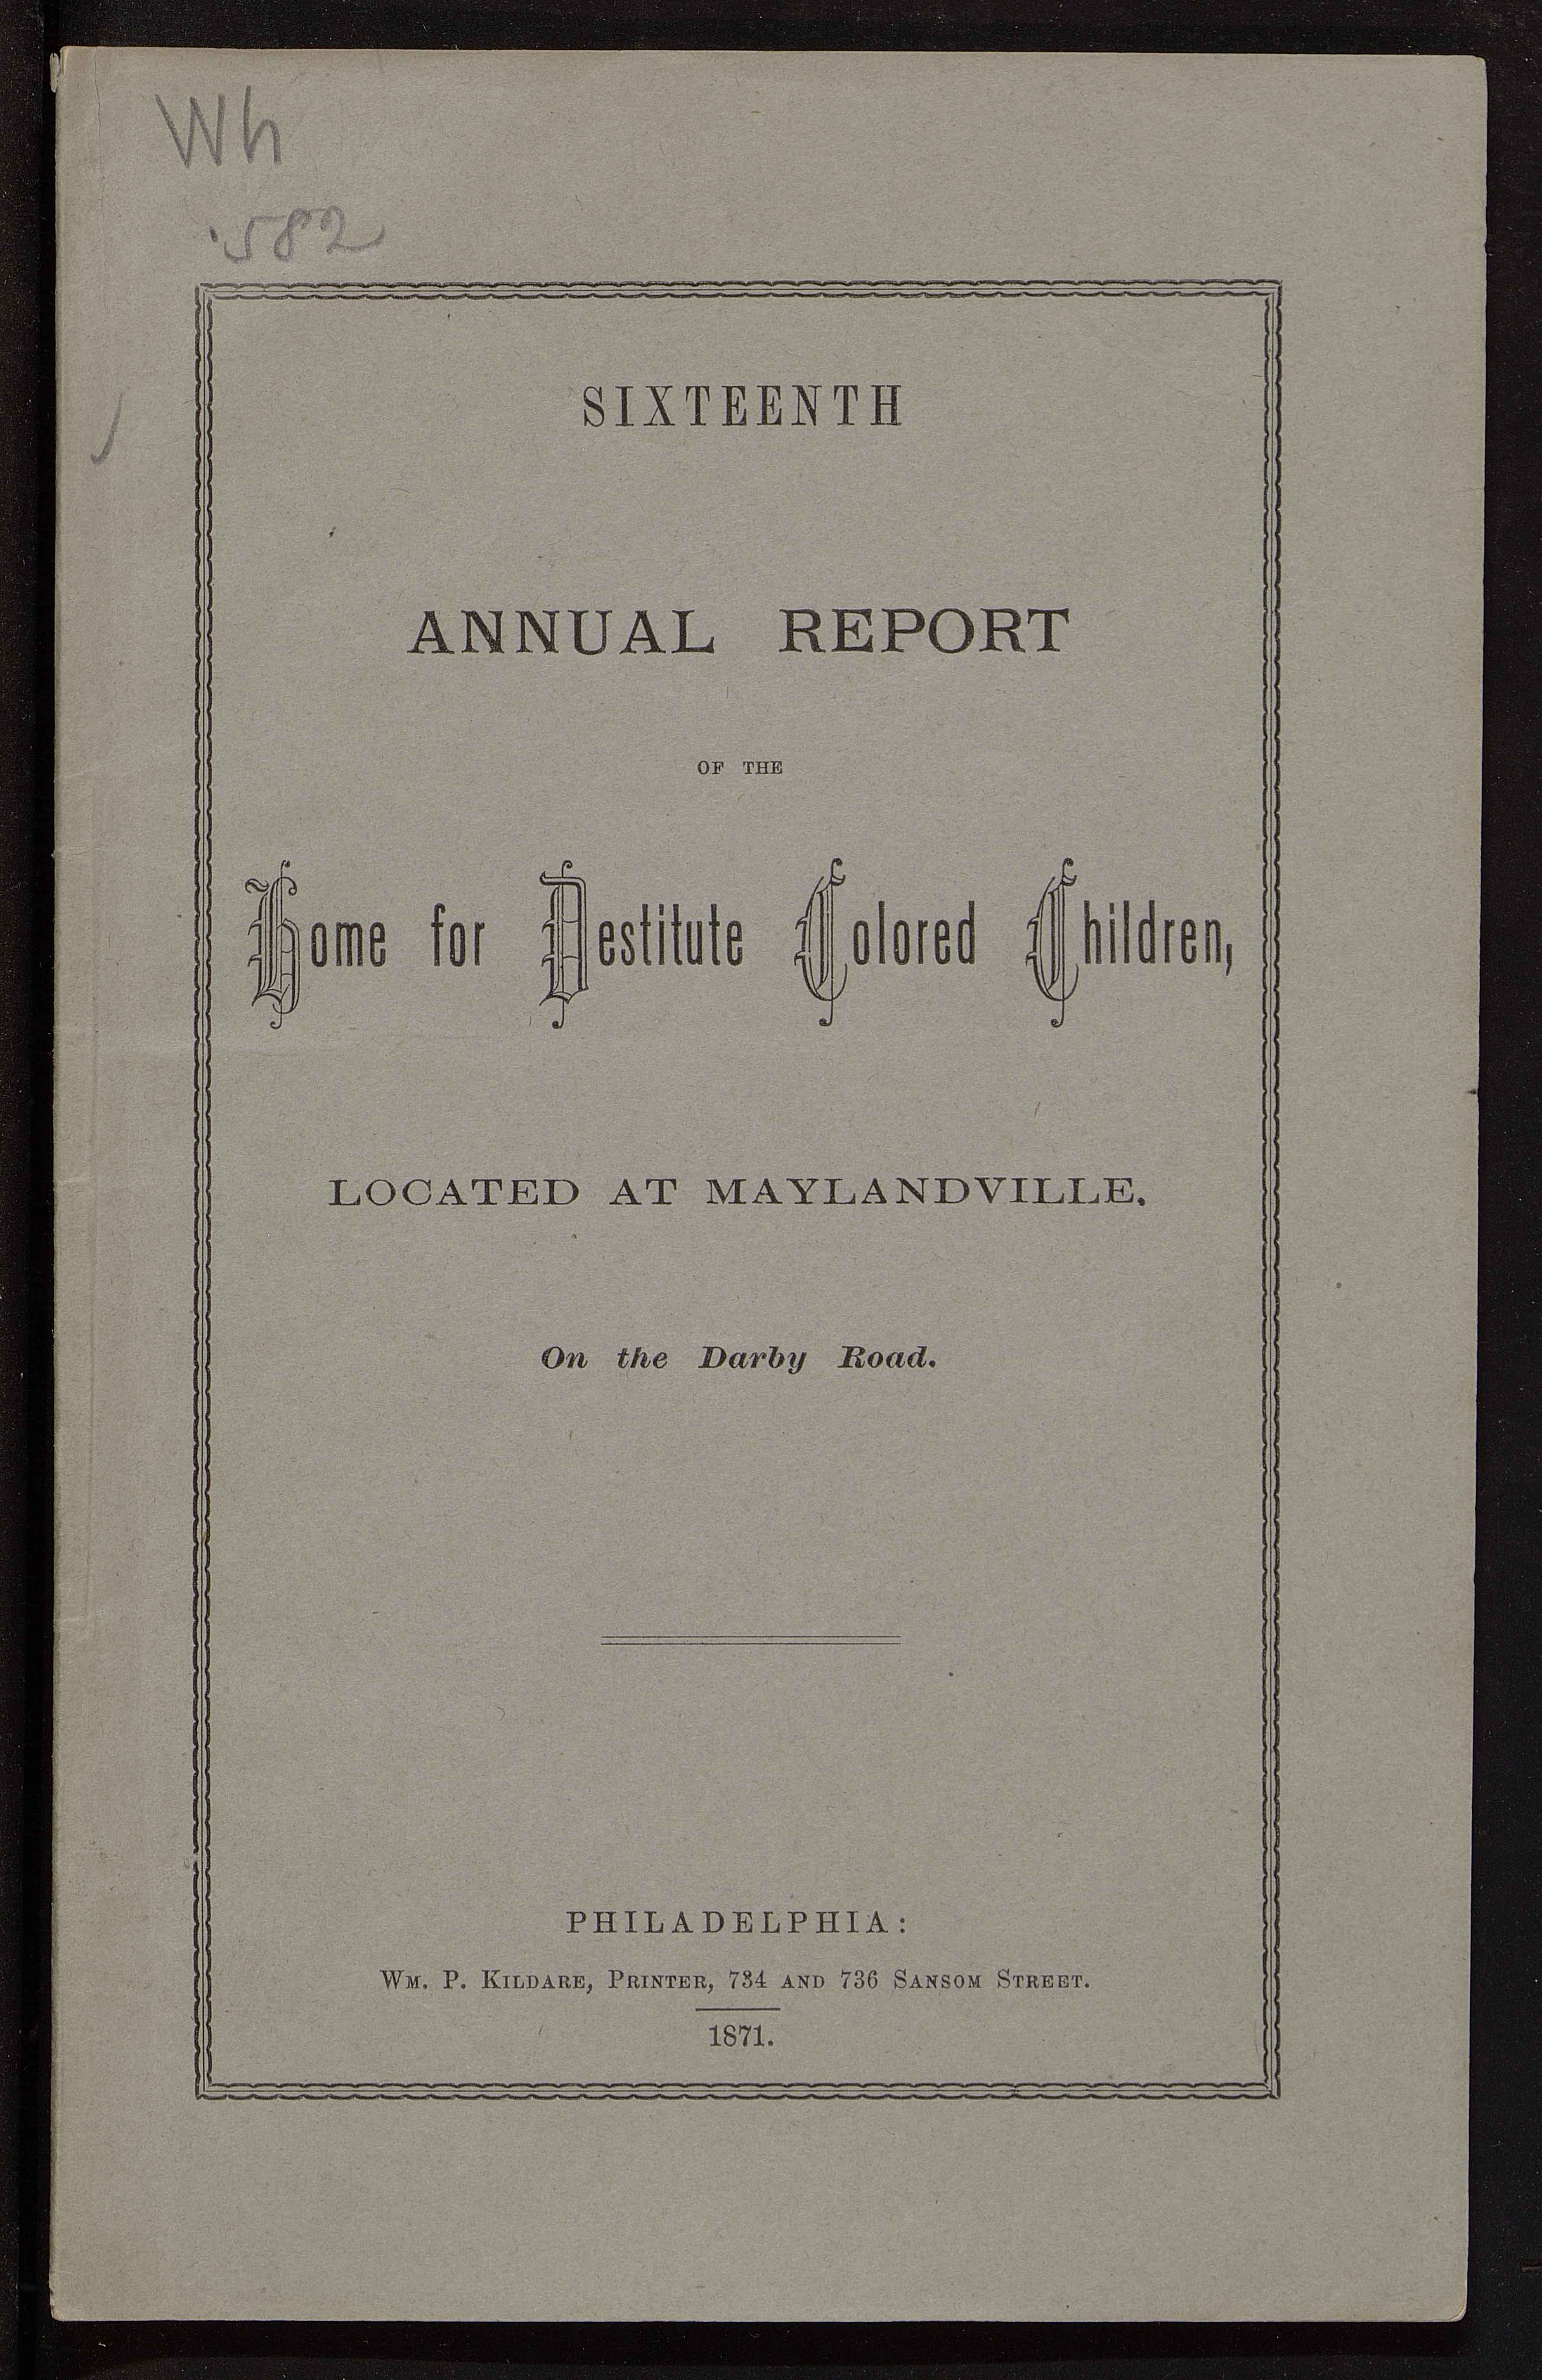 Wh
.582
SIXTEENTH
ANNUAL REPORT
OF THE
Home for Destitute Colored Children,
LOCATED AT MAYLANDVILLE.
On the Darby Road.
PHILADELPHIA:
WM. P. KILDARE, PRINTER, 734 AND 736 SANSOM STREET.
1871.